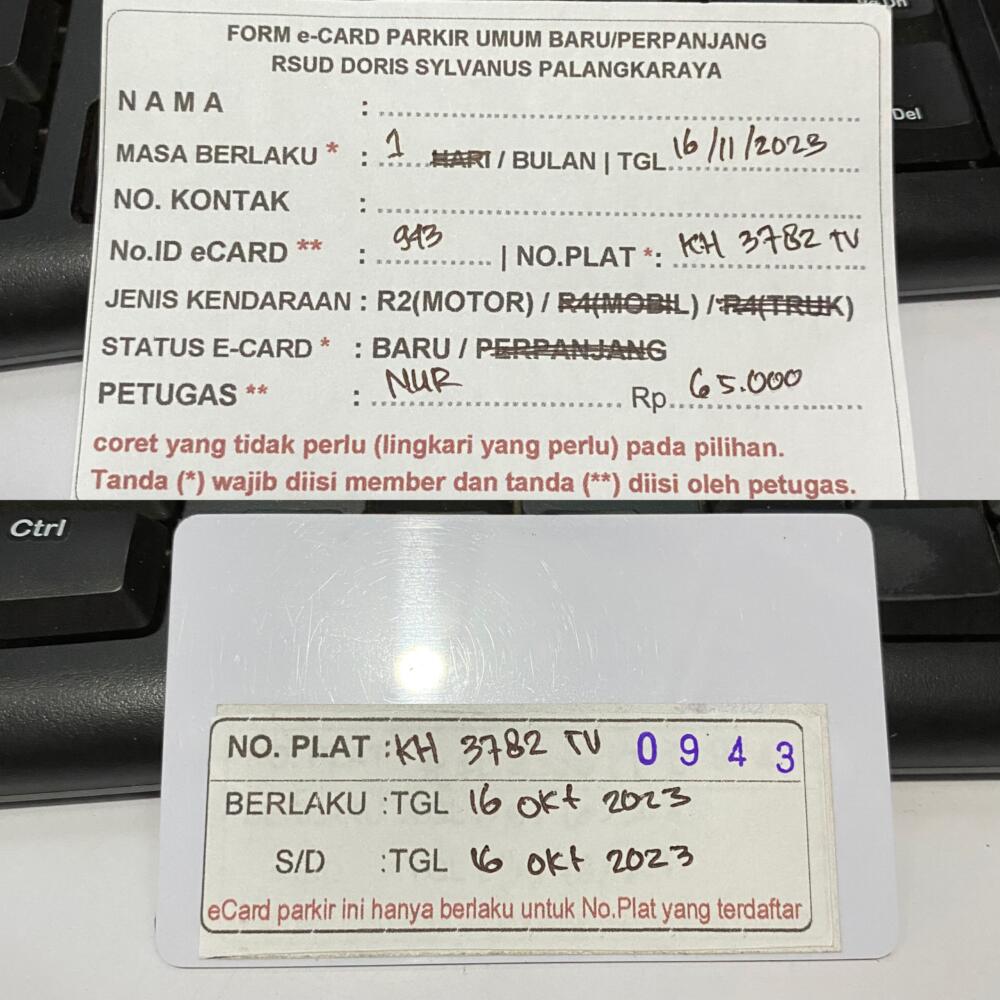 FORM e-CARD PARKIR UMUM BARU/PERPANJANG
RSUD DORIS SYLVANUS PALANGKARAYA
NAMA :
MASA BERLAKU * : 1 HARI / BULAN | TGL 16/11/2023
NO. KONTAK :
No.ID eCARD ** : 943 | NO.PLAT *: KH 3782 TV
JENIS KENDARAAN : R2(MOTOR) / R4(MOBIL) / R4(TRUK)
STATUS E-CARD * : BARU / PERPANJANG
PETUGAS ** : NUR Rp. 65.000
coret yang tidak perlu (lingkari yang perlu) pada pilihan.
Tanda (*) wajib diisi member dan tanda (**) diisi oleh petugas.
Del
Ctrl
NO. PLAT : KH 3782 TV 0943
BERLAKU : TGL 16 Okt 2023
S/D : TGL 16 Okt 2023
eCard parkir ini hanya berlaku untuk No.Plat yang terdaftar